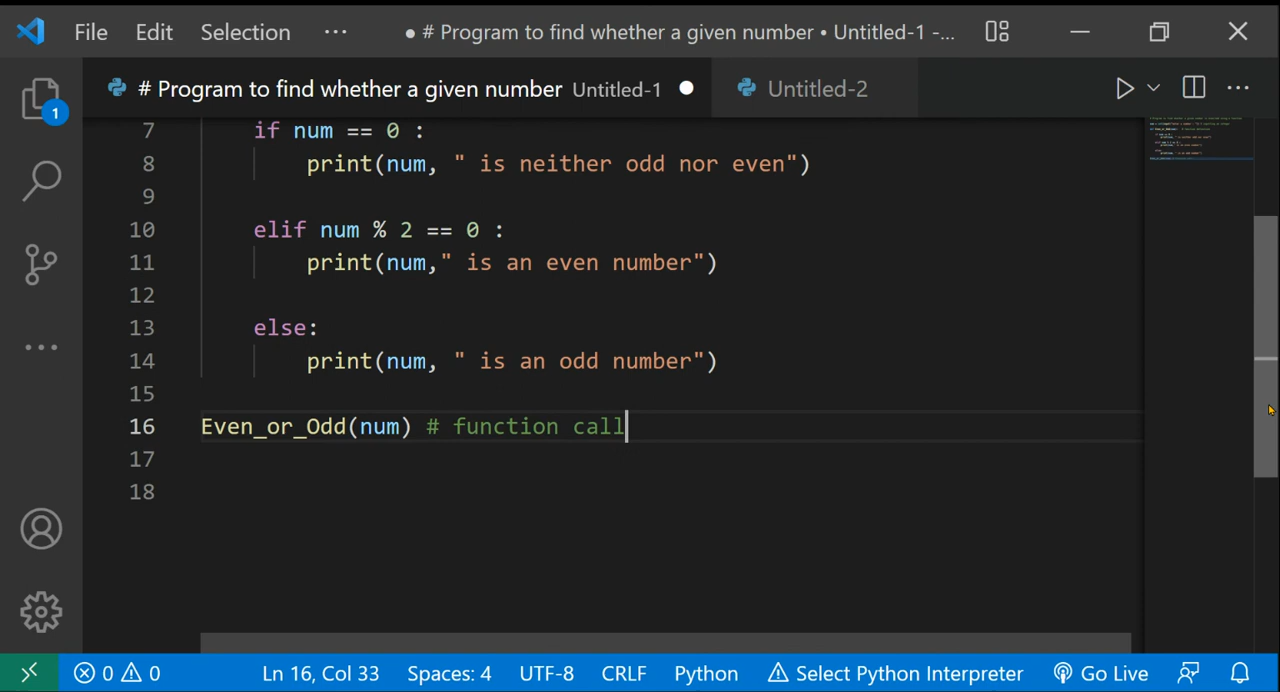 File Edit Selection ··· ● # Program to find whether a given number • Untitled-1 -...
# Program to find whether a given number Untitled-1 ● Untitled-2
1
7 if num == 0 :
8 print(num, " is neither odd nor even")
9
10 elif num % 2 == 0 :
11 print(num," is an even number")
12
13 else:
14 print(num, " is an odd number")
15
16 Even_or_Odd(num) # function call
17
18
0 0 Ln 16, Col 33 Spaces: 4 UTF-8 CRLF Python Select Python Interpreter Go Live